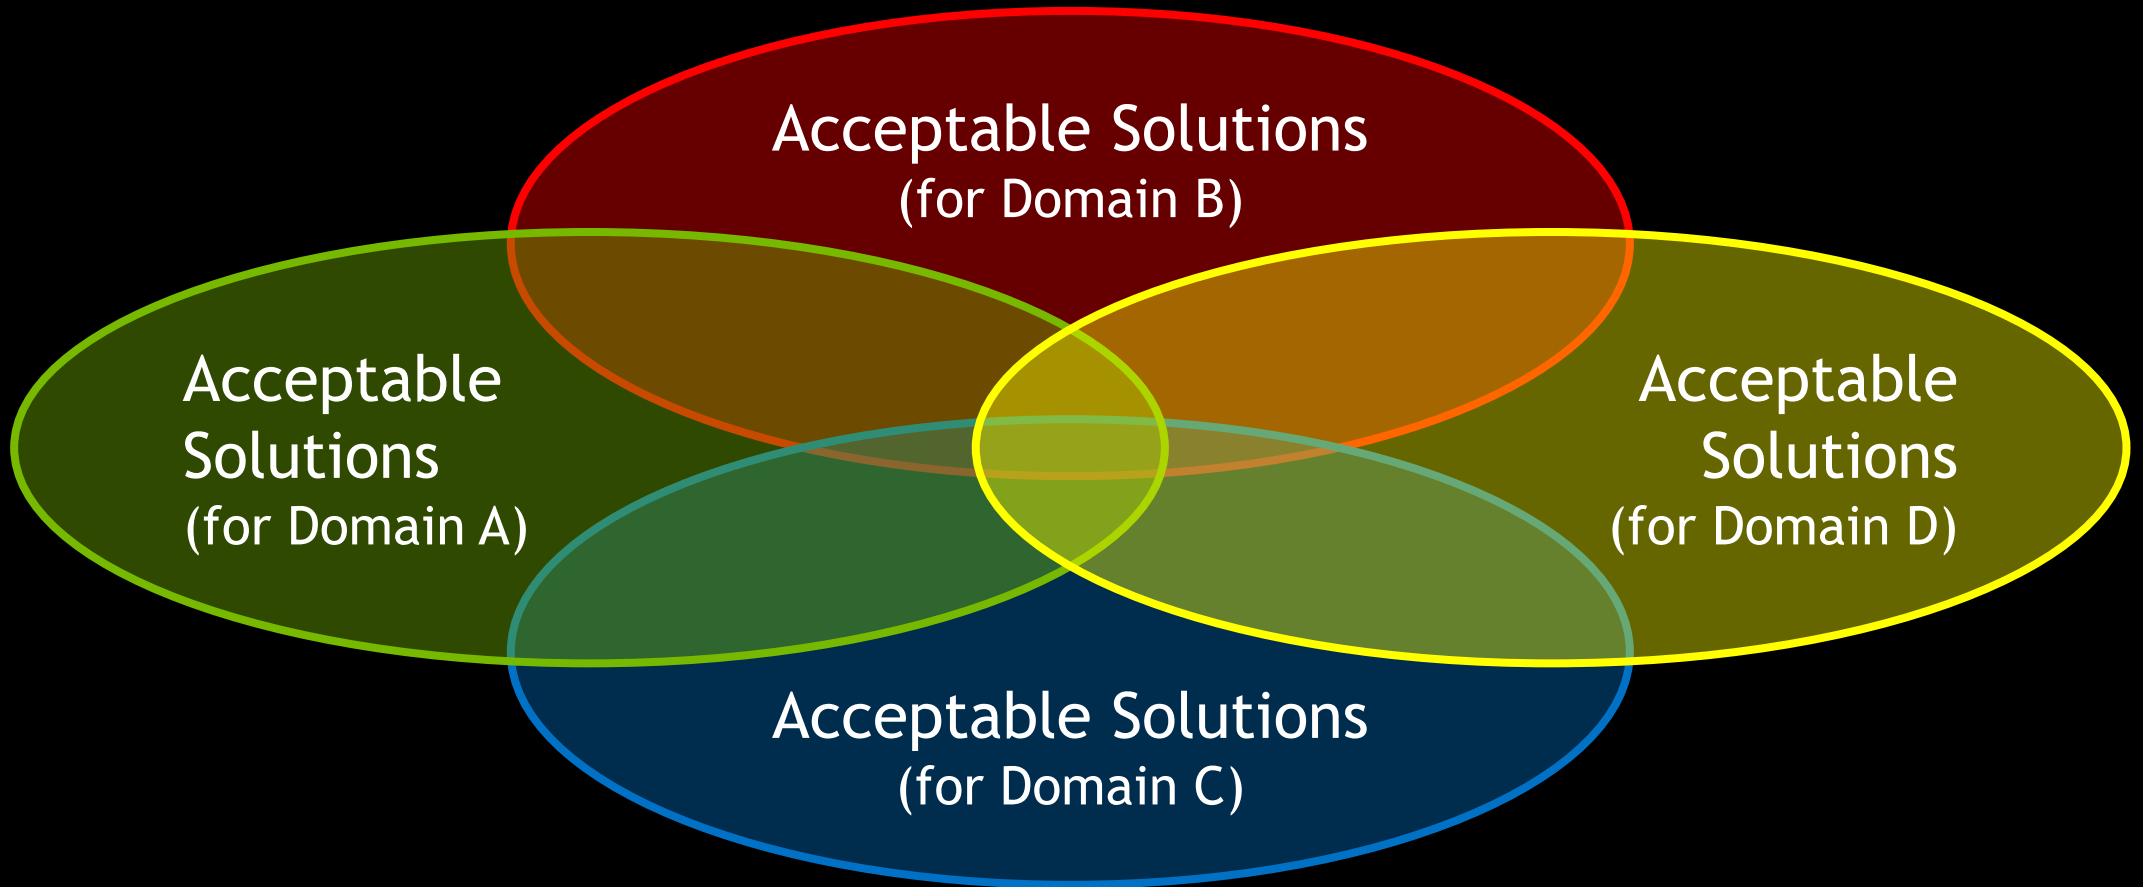 Acceptable Solutions
(for Domain B)
Acceptable
Solutions
(for Domain A)
Acceptable
Solutions
(for Domain D)
Acceptable Solutions
(for Domain C)